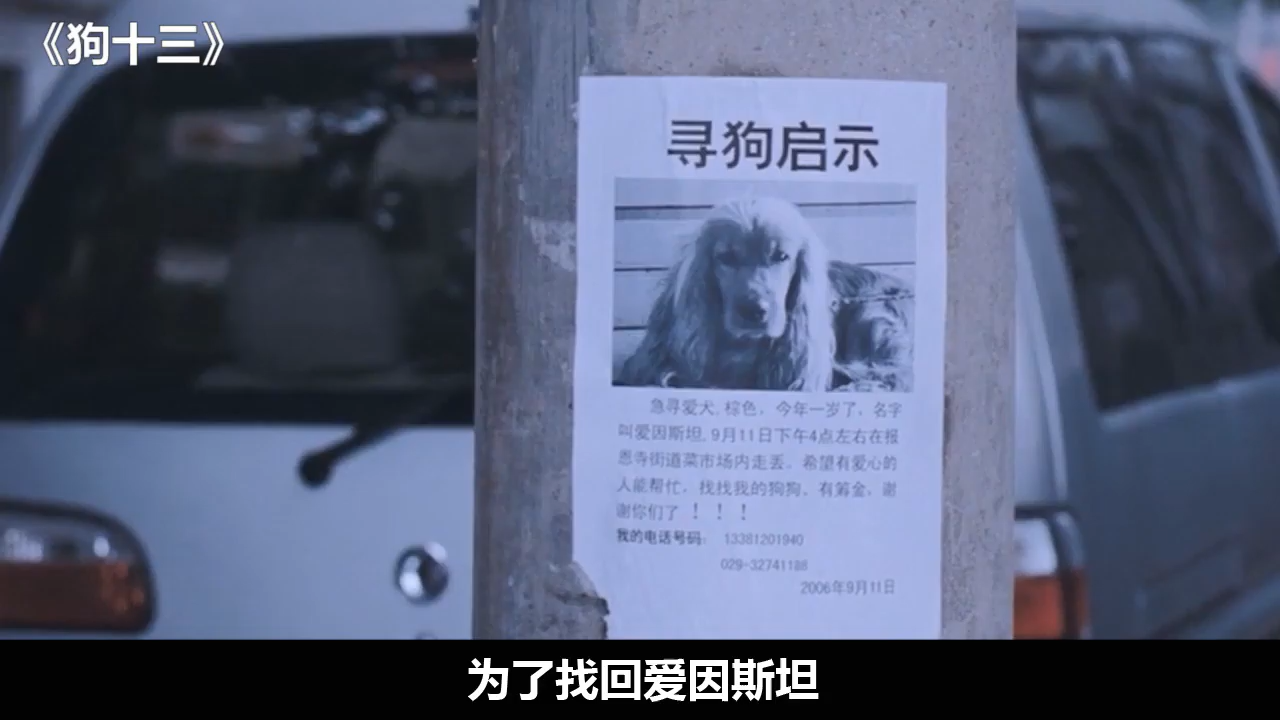 《狗十三》
寻狗启示
急寻爱犬,棕色，今年一岁了，名字
叫爱因斯坦,9月11日下午4点左右在报
恩寺街道菜市场内走丢。希望有爱心的
人能帮忙，找找我的狗狗、有筹金，谢
谢你们了 ！！！
我的电话号码： 13381201940
029-32741188
2006年9月11日
为了找回爱因斯坦